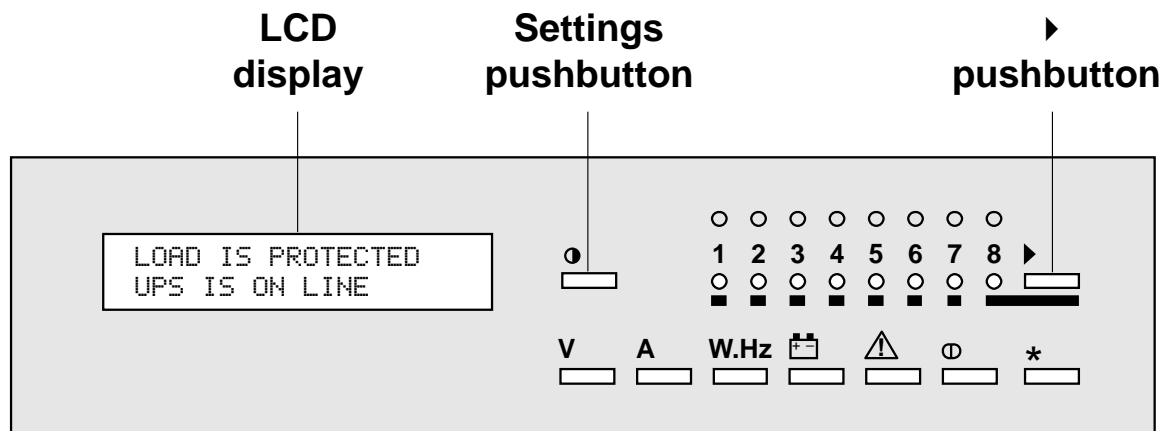 LCD display
Settings pushbutton
pushbutton
LOAD IS PROTECTED
UPS IS ON LINE
1 2 3 4 5 6 7 8
V A W.Hz + − *